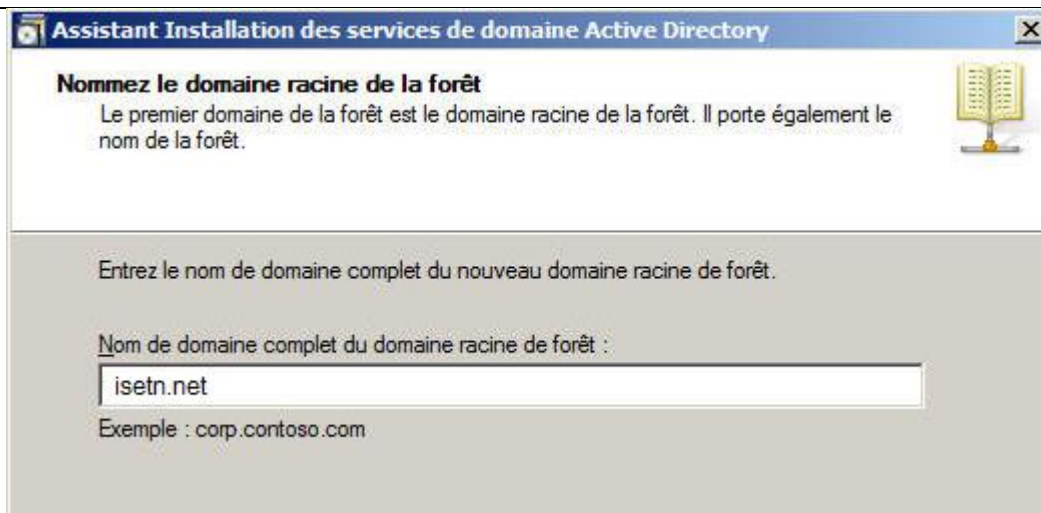 Assistant Installation des services de domaine Active Directory
Nommez le domaine racine de la forêt
Le premier domaine de la forêt est le domaine racine de la forêt. Il porte également le
nom de la forêt.
Entrez le nom de domaine complet du nouveau domaine racine de forêt.
Nom de domaine complet du domaine racine de forêt :
isetn.net
Exemple : corp.contoso.com